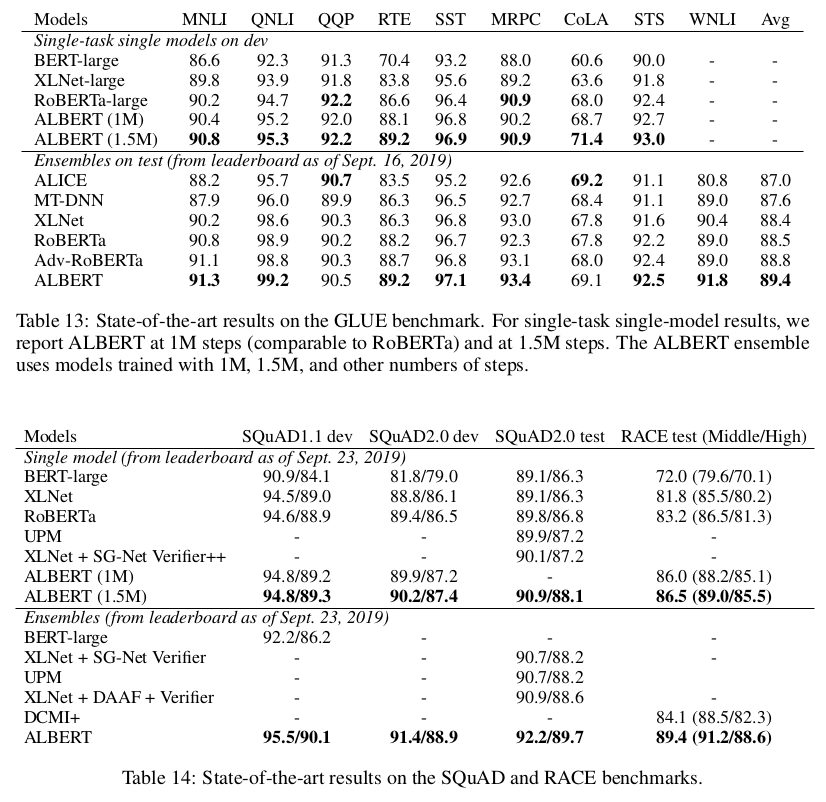 Models MNLI QNLI QQP RTE SST MRPC CoLA STS WNLI Avg
Single-task single models on dev
BERT-large 86.6 92.3 91.3 70.4 93.2 88.0 60.6 90.0 - -
XLNet-large 89.8 93.9 91.8 83.8 95.6 89.2 63.6 91.8 - -
RoBERTa-large 90.2 94.7 92.2 86.6 96.4 90.9 68.0 92.4 - -
ALBERT (1M) 90.4 95.2 92.0 88.1 96.8 90.2 68.7 92.7 - -
ALBERT (1.5M) 90.8 95.3 92.2 89.2 96.9 90.9 71.4 93.0 - -
Ensembles on test (from leaderboard as of Sept. 16, 2019)
ALICE 88.2 95.7 90.7 83.5 95.2 92.6 69.2 91.1 80.8 87.0
MT-DNN 87.9 96.0 89.9 86.3 96.5 92.7 68.4 91.1 89.0 87.6
XLNet 90.2 98.6 90.3 86.3 96.8 93.0 67.8 91.6 90.4 88.4
RoBERTa 90.8 98.9 90.2 88.2 96.7 92.3 67.8 92.2 89.0 88.5
Adv-RoBERTa 91.1 98.8 90.3 88.7 96.8 93.1 68.0 92.4 89.0 88.8
ALBERT 91.3 99.2 90.5 89.2 97.1 93.4 69.1 92.5 91.8 89.4
Table 13: State-of-the-art results on the GLUE benchmark. For single-task single-model results, we
report ALBERT at 1M steps (comparable to RoBERTa) and at 1.5M steps. The ALBERT ensemble
uses models trained with 1M, 1.5M, and other numbers of steps.
Models SQuAD1.1 dev SQuAD2.0 dev SQuAD2.0 test RACE test (Middle/High)
Single model (from leaderboard as of Sept. 23, 2019)
BERT-large 90.9/84.1 81.8/79.0 89.1/86.3 72.0 (79.6/70.1)
XLNet 94.5/89.0 88.8/86.1 89.1/86.3 81.8 (85.5/80.2)
RoBERTa 94.6/88.9 89.4/86.5 89.8/86.8 83.2 (86.5/81.3)
UPM - - 89.9/87.2 -
XLNet + SG-Net Verifier++ - - 90.1/87.2 -
ALBERT (1M) 94.8/89.2 89.9/87.2 - 86.0 (88.2/85.1)
ALBERT (1.5M) 94.8/89.3 90.2/87.4 90.9/88.1 86.5 (89.0/85.5)
Ensembles (from leaderboard as of Sept. 23, 2019)
BERT-large 92.2/86.2 - - -
XLNet + SG-Net Verifier - - 90.7/88.2 -
UPM - - 90.7/88.2
XLNet + DAAF + Verifier - - 90.9/88.6 -
DCMI+ - - - 84.1 (88.5/82.3)
ALBERT 95.5/90.1 91.4/88.9 92.2/89.7 89.4 (91.2/88.6)
Table 14: State-of-the-art results on the SQuAD and RACE benchmarks.